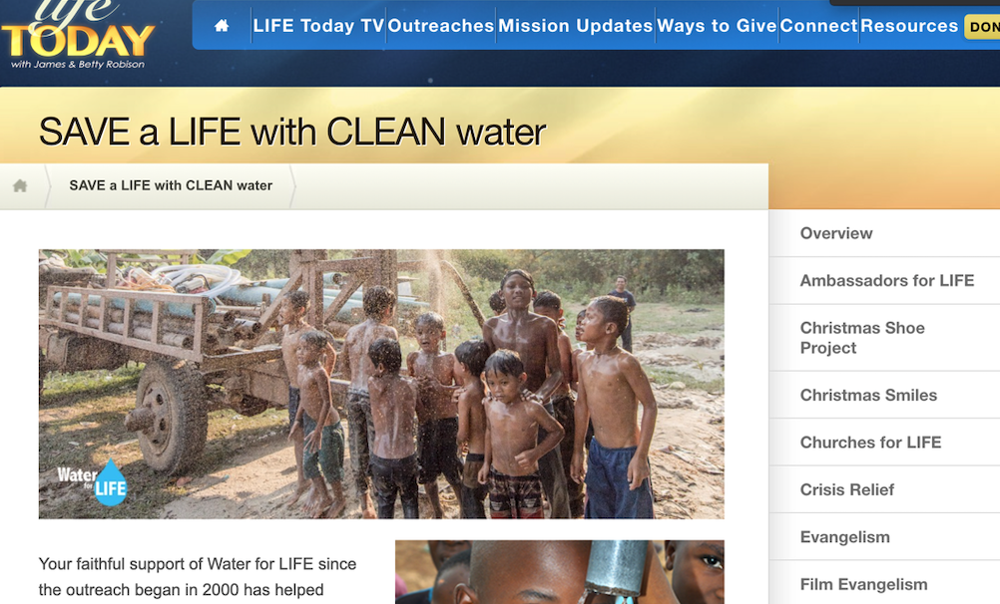 life
TODAY
with James & Betty Robison
LIFE Today TV Outreaches Mission Updates Ways to Give Connect Resources DON
SAVE a LIFE with CLEAN water
SAVE a LIFE with CLEAN water
Overview
Ambassadors for LIFE
Christmas Shoe
Project
Christmas Smiles
Churches for LIFE
Crisis Relief
Evangelism
Film Evangelism
Water
for LIFE
Your faithful support of Water for LIFE since
the outreach began in 2000 has helped